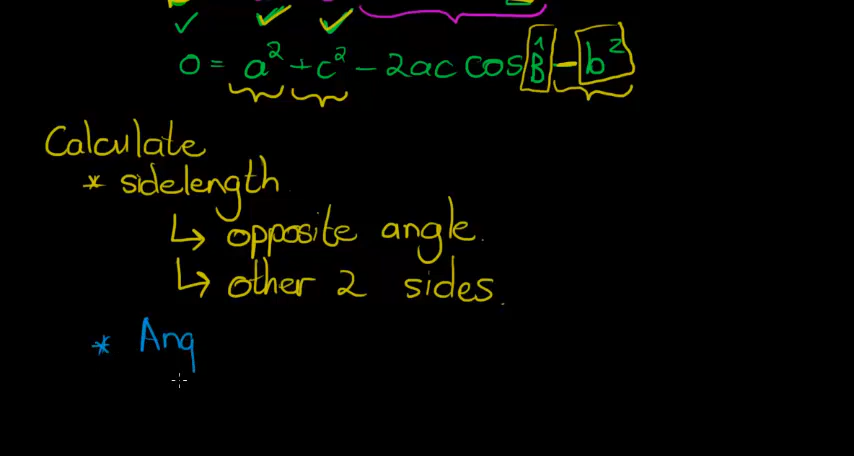 0 = a² + c² - 2ac cos B̂ - b²
Calculate
* sidelength
↳ opposite angle.
↳ other 2 sides.
* Ang